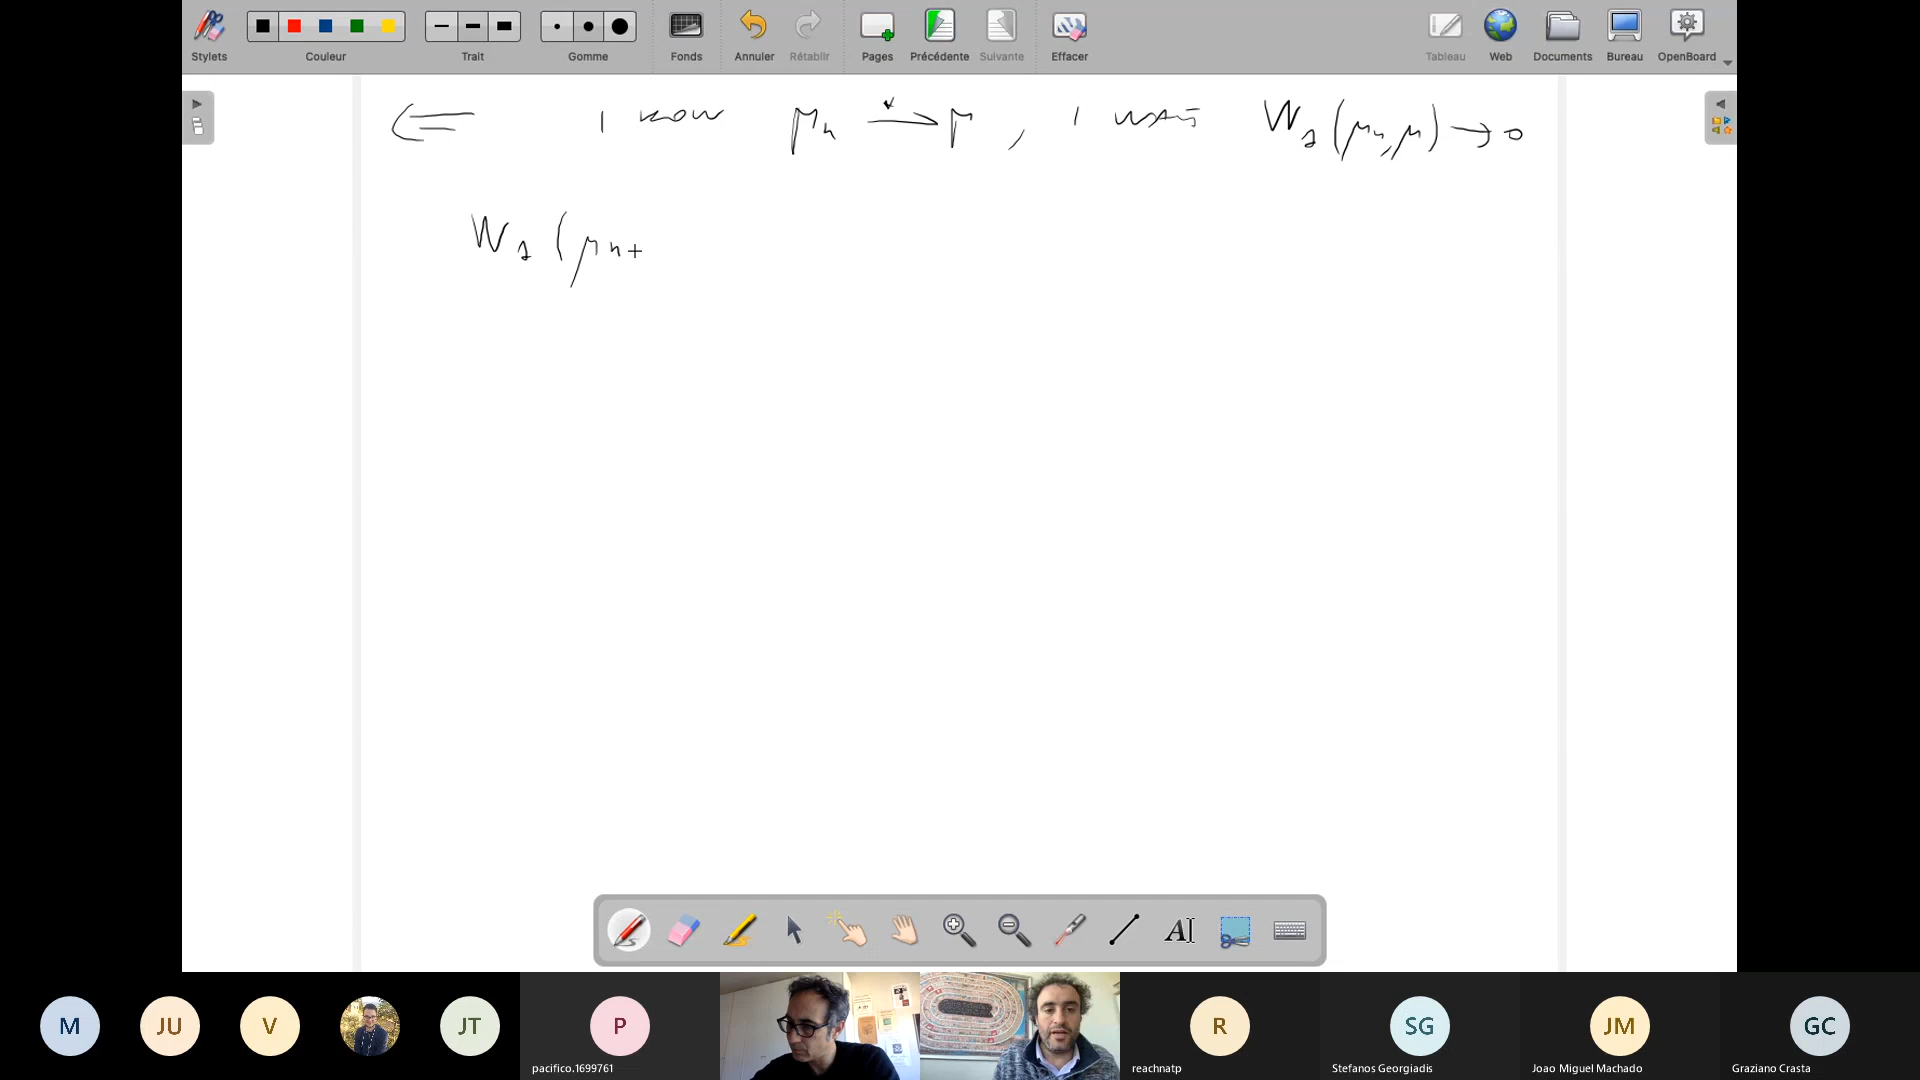 Stylets Couleur Trait Gomme Fonds Annuler Rétablir Pages Précédente Suivante Effacer Tableau Web Documents Bureau OpenBoard
⇐ I know μn ⇀* μ , I want W1(μn, μ) → 0
W1 (μn+
AI
M JU V JT P R SG JM GC
pacifico.1699761 reachnatp Stefanos Georgiadis Joao Miguel Machado Graziano Crasta